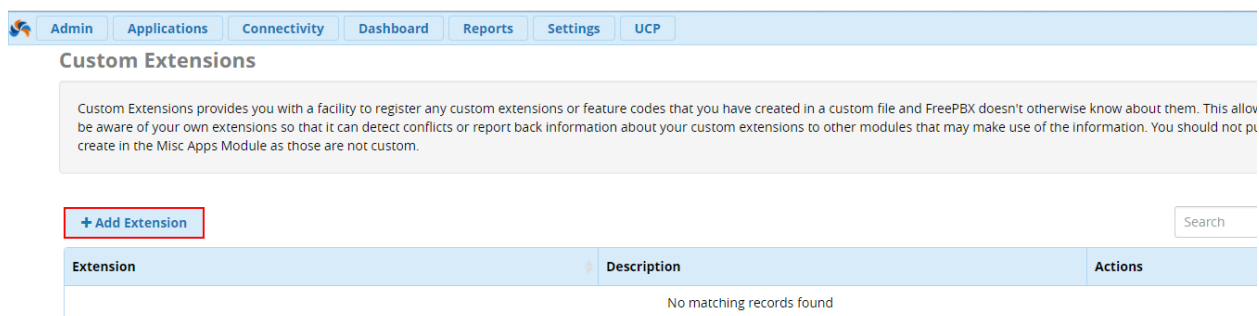 Admin Applications Connectivity Dashboard Reports Settings UCP
Custom Extensions
Custom Extensions provides you with a facility to register any custom extensions or feature codes that you have created in a custom file and FreePBX doesn't otherwise know about them. This allow
be aware of your own extensions so that it can detect conflicts or report back information about your custom extensions to other modules that may make use of the information. You should not pu
create in the Misc Apps Module as those are not custom.
+ Add Extension Search
Extension Description Actions
No matching records found